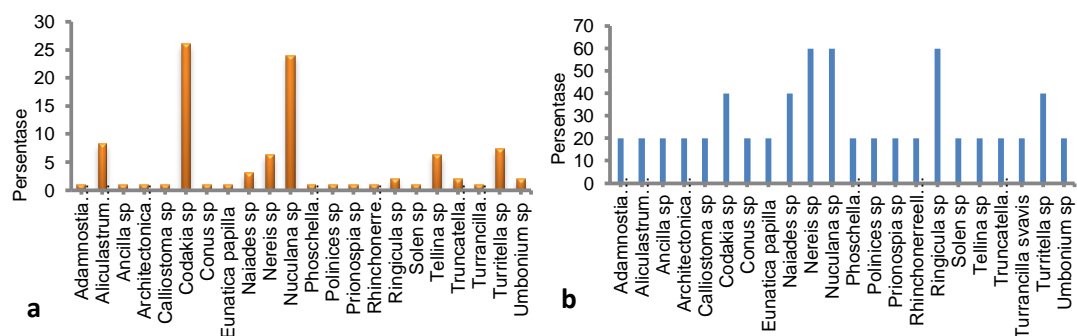 30
25
20
15
10
5
0
Persentase
Adamnostia..
Aliculastrum..
Ancilla sp
Architectonica..
Calliostoma sp
Codakia sp
Conus sp
Eunatica papilla
Naiades sp
Nereis sp
Nuculana sp
Phoschella..
Polinices sp
Prionospia sp
Rhinchonerre..
Ringicula sp
Solen sp
Tellina sp
Truncatella..
Turrancilla..
Turritella sp
Umbonium sp
a
70
60
50
40
30
20
10
0
Persentase
Adamnostia..
Aliculastrum..
Ancilla sp
Architectonica..
Calliostoma sp
Codakia sp
Conus sp
Eunatica papilla
Naiades sp
Nereis sp
Nuculana sp
Phoschella..
Polinices sp
Prionospia sp
Rhinchonerreell..
Ringicula sp
Solen sp
Tellina sp
Truncatella..
Turrancilla svavis
Turritella sp
Umbonium sp
b